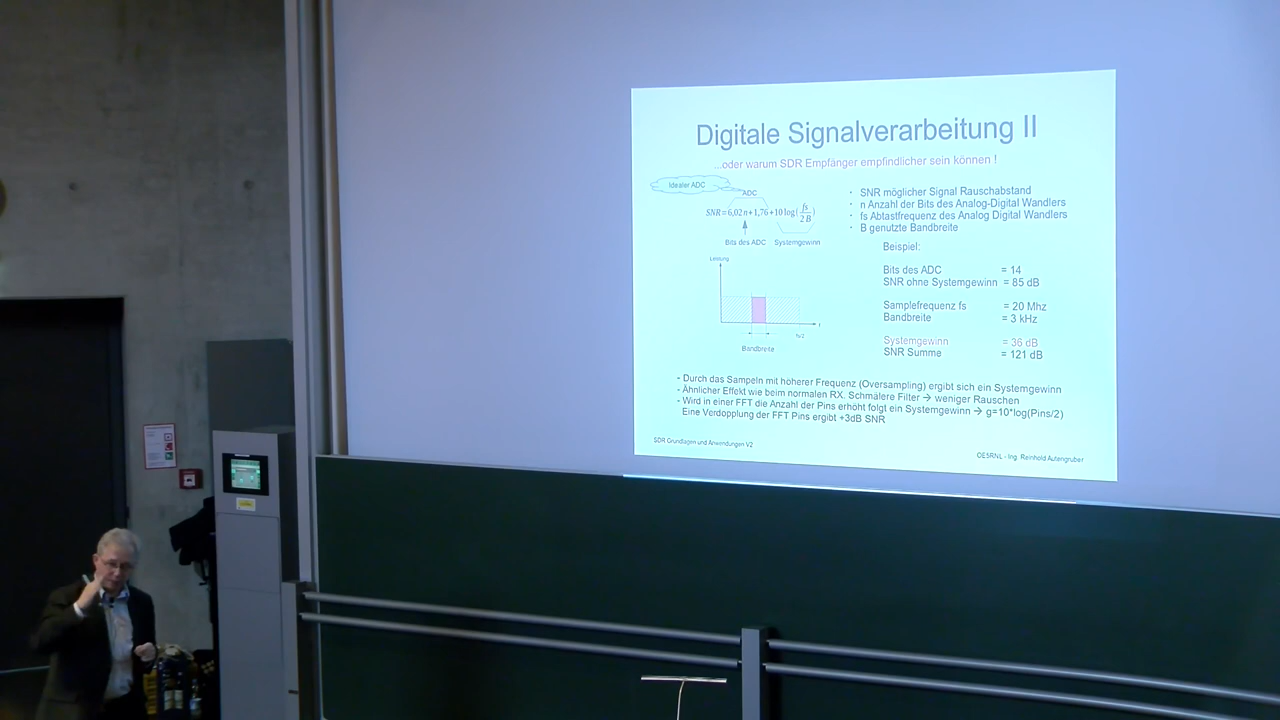 Digitale Signalverarbeitung II
...oder warum SDR Empfänger empfindlicher sein können !
Idealer ADC
ADC
SNR=6,02n+1,76+10log(fs/2B)
Bits des ADC
Systemgewinn
· SNR möglicher Signal Rauschabstand
· n Anzahl der Bits des Analog-Digital Wandlers
· fs Abtastfrequenz des Analog Digital Wandlers
· B genutzte Bandbreite
Beispiel:
Bits des ADC = 14
SNR ohne Systemgewinn = 85 dB
Samplefrequenz fs = 20 Mhz
Bandbreite = 3 kHz
Systemgewinn = 36 dB
SNR Summe = 121 dB
Leistung
f
fs/2
Bandbreite
- Durch das Sampeln mit höherer Frequenz (Oversampling) ergibt sich ein Systemgewinn
- Ähnlicher Effekt wie beim normalen RX. Schmälere Filter → weniger Rauschen
- Wird in einer FFT die Anzahl der Pins erhöht folgt ein Systemgewinn → g=10*log(Pins/2)
Eine Verdopplung der FFT Pins ergibt +3dB SNR
SDR Grundlagen und Anwendungen V2
OE5RNL - Ing. Reinhold Autengruber